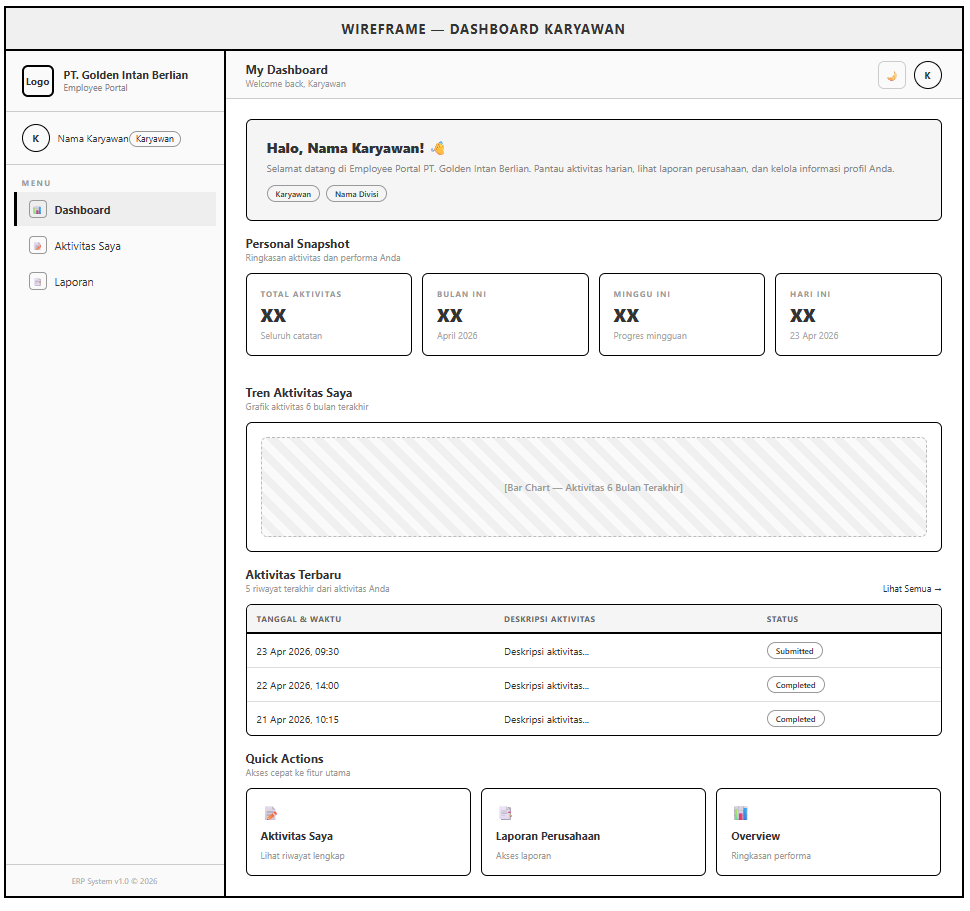 WIREFRAME — DASHBOARD KARYAWAN
Logo
PT. Golden Intan Berlian
Employee Portal
K
Nama Karyawan
Karyawan
MENU
Dashboard
Aktivitas Saya
Laporan
ERP System v1.0 © 2026
My Dashboard
Welcome back, Karyawan
K
Halo, Nama Karyawan! 👋
Selamat datang di Employee Portal PT. Golden Intan Berlian. Pantau aktivitas harian, lihat laporan perusahaan, dan kelola informasi profil Anda.
Karyawan Nama Divisi
Personal Snapshot
Ringkasan aktivitas dan performa Anda
TOTAL AKTIVITAS
XX
Seluruh catatan
BULAN INI
XX
April 2026
MINGGU INI
XX
Progres mingguan
HARI INI
XX
23 Apr 2026
Tren Aktivitas Saya
Grafik aktivitas 6 bulan terakhir
[Bar Chart — Aktivitas 6 Bulan Terakhir]
Aktivitas Terbaru
5 riwayat terakhir dari aktivitas Anda
Lihat Semua →
TANGGAL & WAKTU DESKRIPSI AKTIVITAS STATUS
23 Apr 2026, 09:30 Deskripsi aktivitas... Submitted
22 Apr 2026, 14:00 Deskripsi aktivitas... Completed
21 Apr 2026, 10:15 Deskripsi aktivitas... Completed
Quick Actions
Akses cepat ke fitur utama
Aktivitas Saya
Lihat riwayat lengkap
Laporan Perusahaan
Akses laporan
Overview
Ringkasan performa